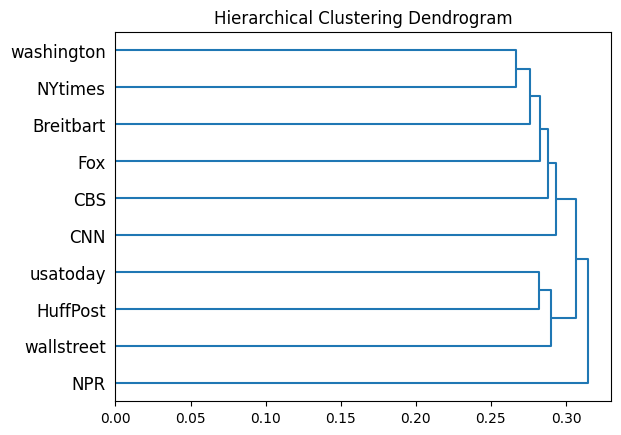 Hierarchical Clustering Dendrogram
washington
NYtimes
Breitbart
Fox
CBS
CNN
usatoday
HuffPost
wallstreet
NPR
0.00 0.05 0.10 0.15 0.20 0.25 0.30